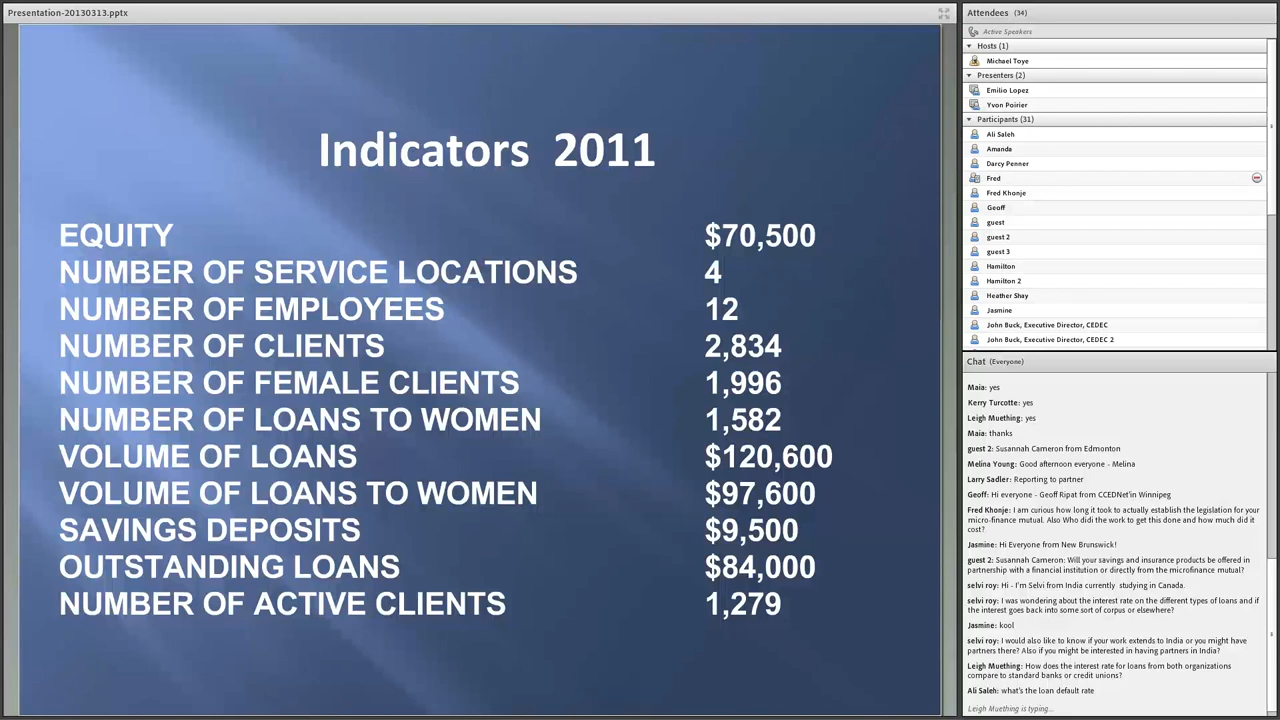 Presentation-20130313.pptx
Indicators 2011
EQUITY $70,500
NUMBER OF SERVICE LOCATIONS 4
NUMBER OF EMPLOYEES 12
NUMBER OF CLIENTS 2,834
NUMBER OF FEMALE CLIENTS 1,996
NUMBER OF LOANS TO WOMEN 1,582
VOLUME OF LOANS $120,600
VOLUME OF LOANS TO WOMEN $97,600
SAVINGS DEPOSITS $9,500
OUTSTANDING LOANS $84,000
NUMBER OF ACTIVE CLIENTS 1,279
Attendees (34)
Active Speakers
Hosts (1)
Michael Toye
Presenters (2)
Emilio Lopez
Yvon Poirier
Participants (31)
Ali Saleh
Amanda
Darcy Penner
Fred
Fred Khonje
Geoff
guest
guest 2
guest 3
Hamilton
Hamilton 2
Heather Shay
Jasmine
John Buck, Executive Director, CEDEC
John Buck, Executive Director, CEDEC 2
Chat (Everyone)
Maia: yes
Kerry Turcotte: yes
Leigh Muething: yes
Maia: thanks
guest 2: Susannah Cameron from Edmonton
Melina Young: Good afternoon everyone - Melina
Larry Sadler: Reporting to partner
Geoff: Hi everyone - Geoff Ripat from CCEDNet'in Winnipeg
Fred Khonje: I am curious how long it took to actually establish the legislation for your
micro-finance mutual. Also Who did the work to get this done and how much did it
cost?
Jasmine: Hi Everyone from New Brunswick!
guest 2: Susannah Cameron: Will your savings and insurance products be offered in
partnership with a financial institution or directly from the microfinance mutual?
selvi roy: Hi - I'm Selvi from India currently studying in Canada.
selvi roy: I was wondering about the interest rate on the different types of loans and if
the interest goes back into some sort of corpus or elsewhere?
Jasmine: kool
selvi roy: I would also like to know if your work extends to India or you might have
partners there? Also if you might be interested in having partners in India?
Leigh Muething: How does the interest rate for loans from both organizations
compare to standard banks or credit unions?
Ali Saleh: what's the loan default rate
Leigh Muething is typing...